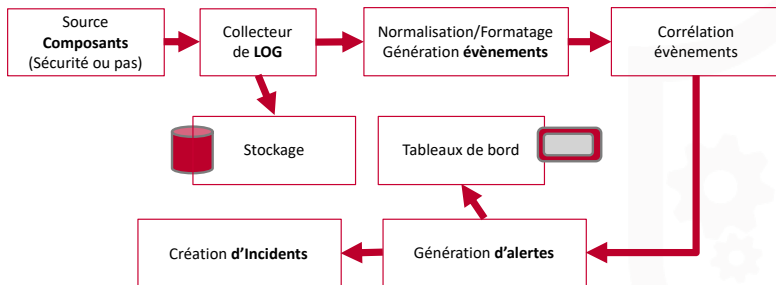 Source
Composants
(Sécurité ou pas)
Collecteur
de LOG
Normalisation/Formatage
Génération évènements
Corrélation
évènements
Stockage
Tableaux de bord
Création d'Incidents
Génération d'alertes